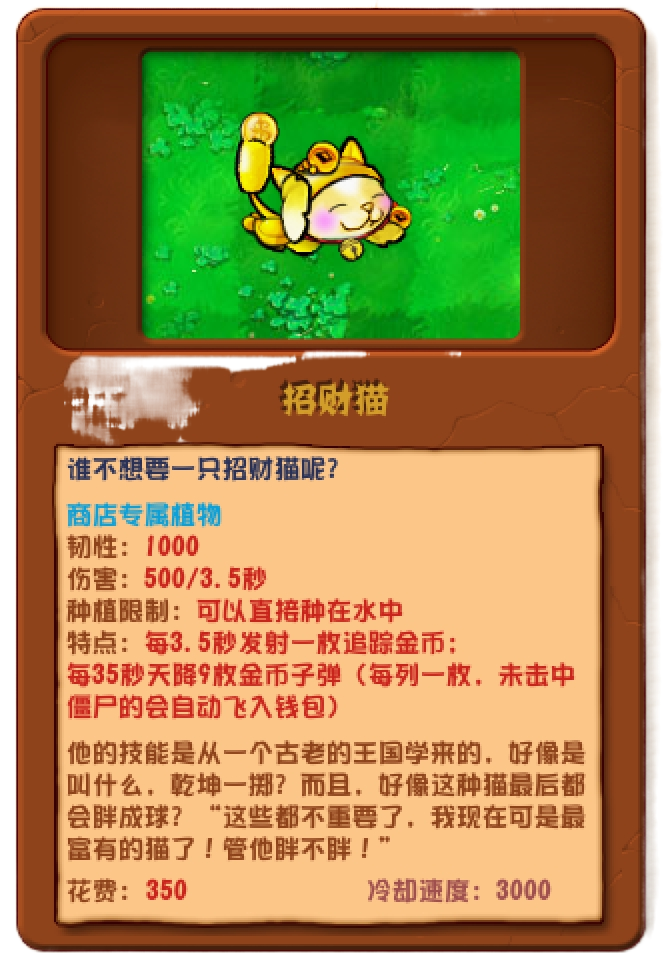 招财猫
谁不想要一只招财猫呢？
商店专属植物
韧性：1000
伤害：500/3.5秒
种植限制：可以直接种在水中
特点：每3.5秒发射一枚追踪金币；
每35秒天降9枚金币子弹（每列一枚，未击中
僵尸的会自动飞入钱包）
他的技能是从一个古老的王国学来的，好像是
叫什么，乾坤一掷？而且，好像这种猫最后都
会胖成球？“这些都不重要了，我现在可是最
富有的猫了！管他胖不胖！”
花费：350 冷却速度：3000